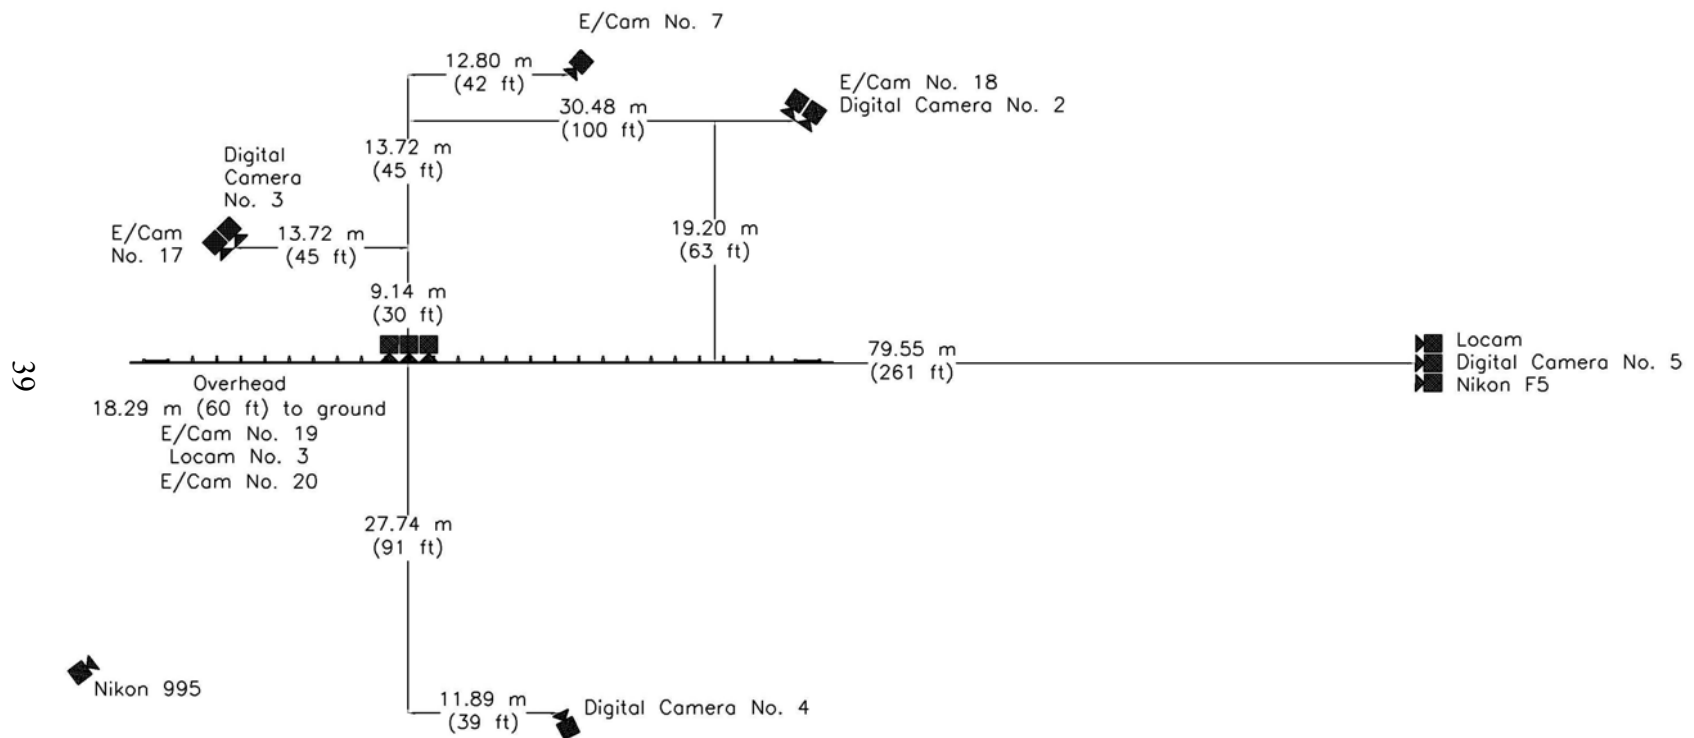 E/Cam No. 7
12.80 m
(42 ft)
E/Cam No. 18
Digital Camera No. 2
30.48 m
(100 ft)
13.72 m
(45 ft)
Digital
Camera
No. 3
E/Cam
No. 17
13.72 m
(45 ft)
19.20 m
(63 ft)
9.14 m
(30 ft)
79.55 m
(261 ft)
Locam
Digital Camera No. 5
Nikon F5
39
Overhead
18.29 m (60 ft) to ground
E/Cam No. 19
Locam No. 3
E/Cam No. 20
27.74 m
(91 ft)
Nikon 995
11.89 m
(39 ft)
Digital Camera No. 4